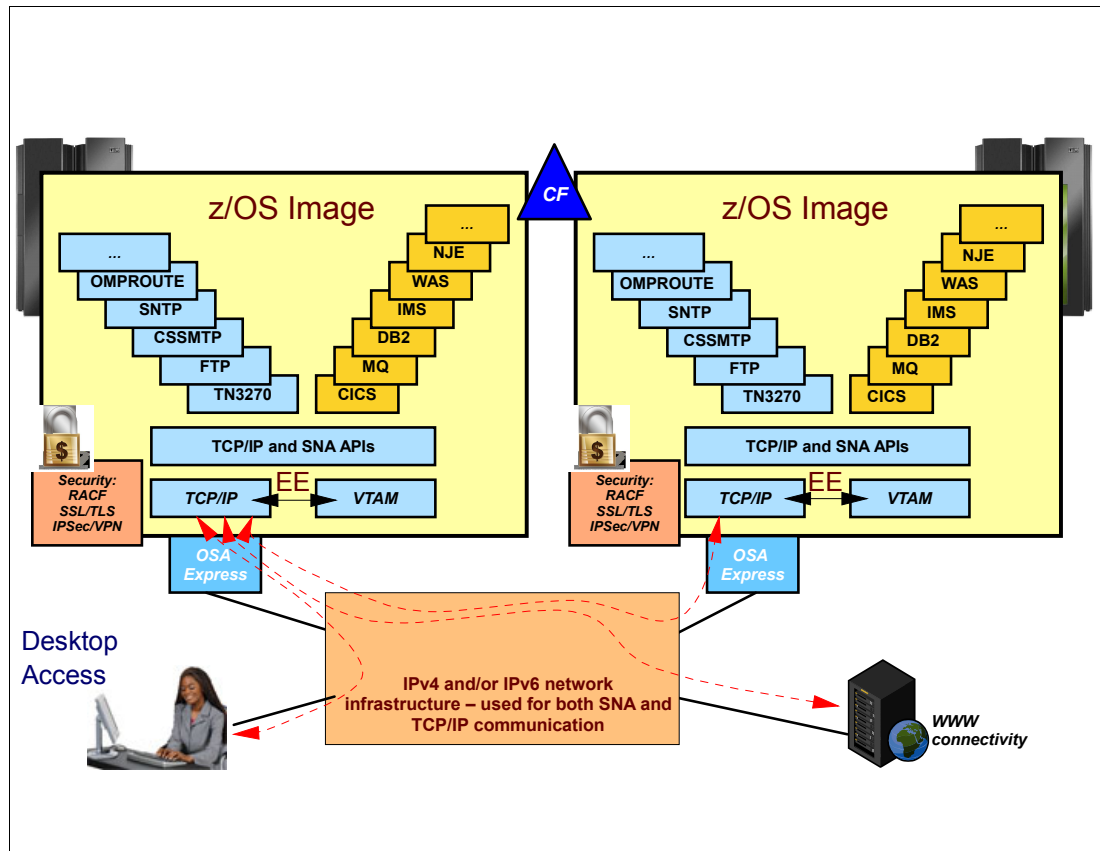 CF
z/OS Image
...
OMPROUTE
SNTP
CSSMTP
FTP
TN3270
...
NJE
WAS
IMS
DB2
MQ
CICS
TCP/IP and SNA APIs
$
Security:
RACF
SSL/TLS
IPSec/VPN
TCP/IP
EE
VTAM
OSA
Express
z/OS Image
...
OMPROUTE
SNTP
CSSMTP
FTP
TN3270
...
NJE
WAS
IMS
DB2
MQ
CICS
TCP/IP and SNA APIs
$
Security:
RACF
SSL/TLS
IPSec/VPN
TCP/IP
EE
VTAM
OSA
Express
Desktop
Access
IPv4 and/or IPv6 network
infrastructure – used for both SNA and
TCP/IP communication
WWW
connectivity